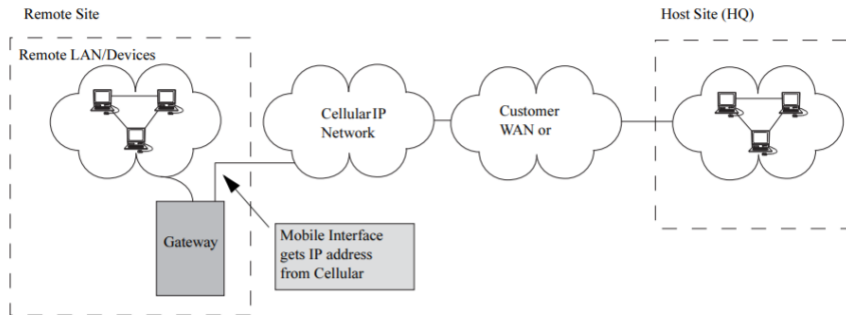 Remote Site
Host Site (HQ)
Remote LAN/Devices
Cellular IP
Network
Customer
WAN or
Gateway
Mobile Interface
gets IP address
from Cellular